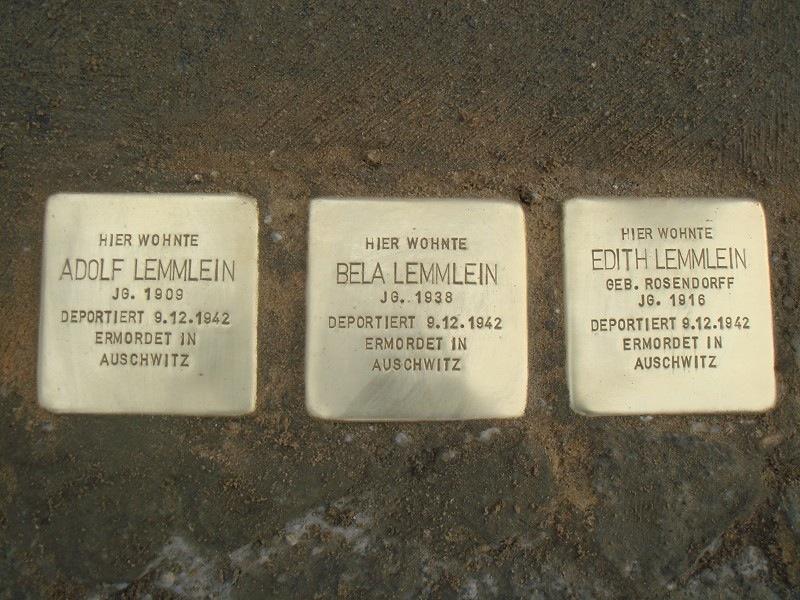 HIER WOHNTE
ADOLF LEMMLEIN
JG. 1909
DEPORTIERT 9.12.1942
ERMORDET IN
AUSCHWITZ
HIER WOHNTE
BELA LEMMLEIN
JG. 1938
DEPORTIERT 9.12.1942
ERMORDET IN
AUSCHWITZ
HIER WOHNTE
EDITH LEMMLEIN
GEB. ROSENDORFF
JG. 1916
DEPORTIERT 9.12.1942
ERMORDET IN
AUSCHWITZ